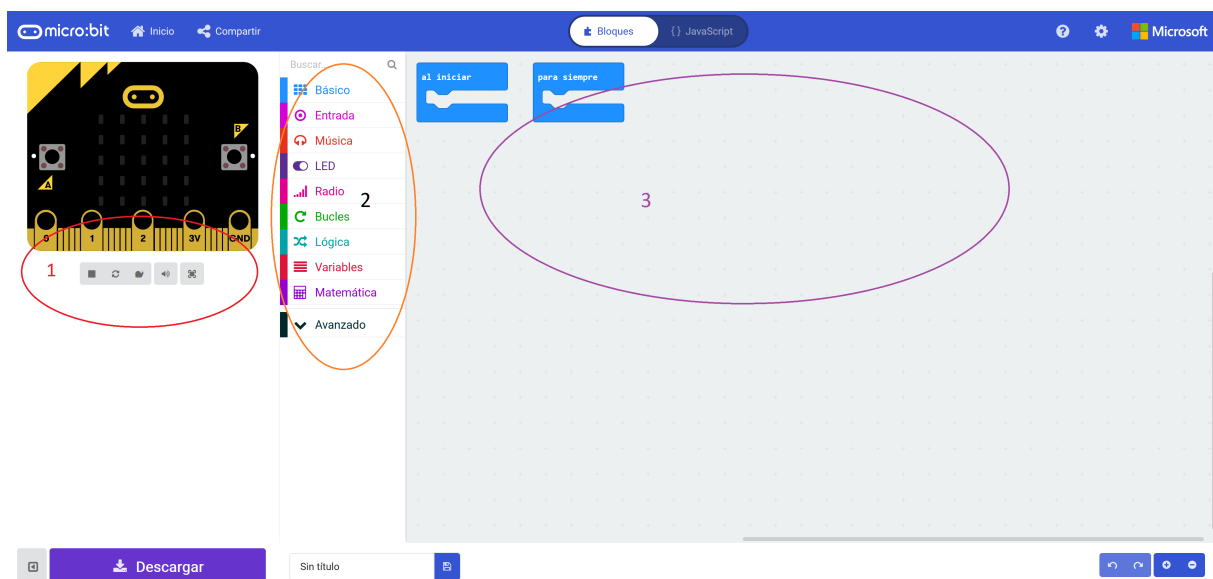 micro:bit Inicio Compartir Bloques {} JavaScript Microsoft
Buscar...
Básico
Entrada
Música
LED
Radio
Bucles
Lógica
Variables
Matemática
Avanzado
al iniciar para siempre
B
A
0 1 2 3V GND
1
2
3
Descargar Sin título